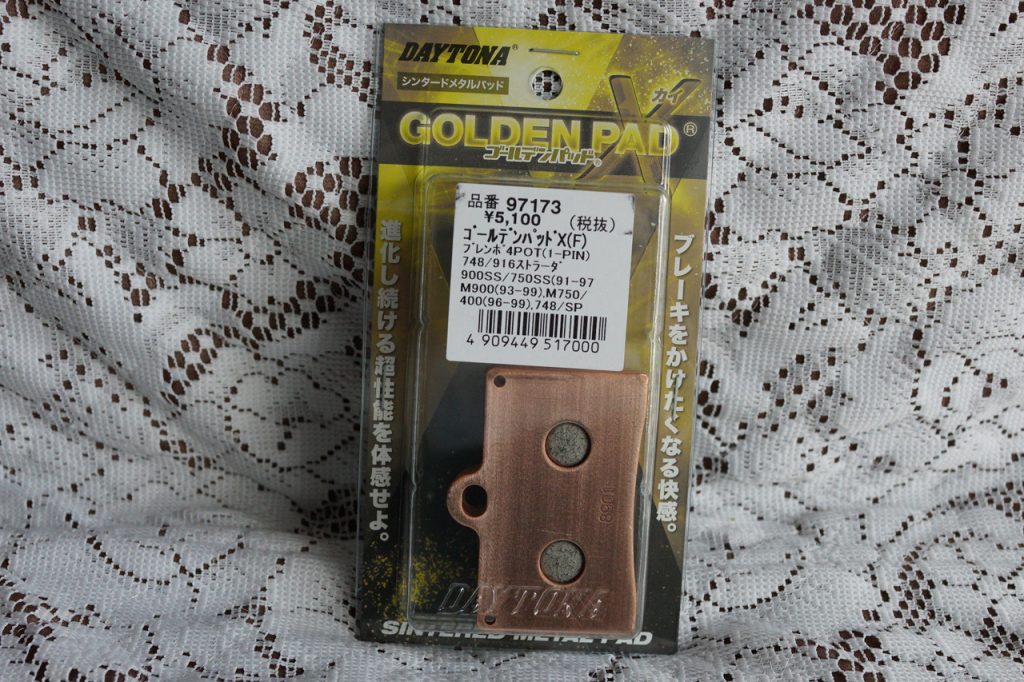 DAYTONA®
シンタードメタルパッド
カイ
X
GOLDEN PAD®
ゴールデンパッド®
品番 97173
¥5,100 (税抜)
ゴールデンパッドX(F)
ブレンボ4POT(1-PIN)
748/916ストラーダ
900SS/750SS(91-97
M900(93-99),M750/
400(96-99),748/SP
4 909449 517000
ブレーキをかけたくなる快感。
進化し続ける超性能を体感せよ。
DAYTONA
SINTERED METAL PAD